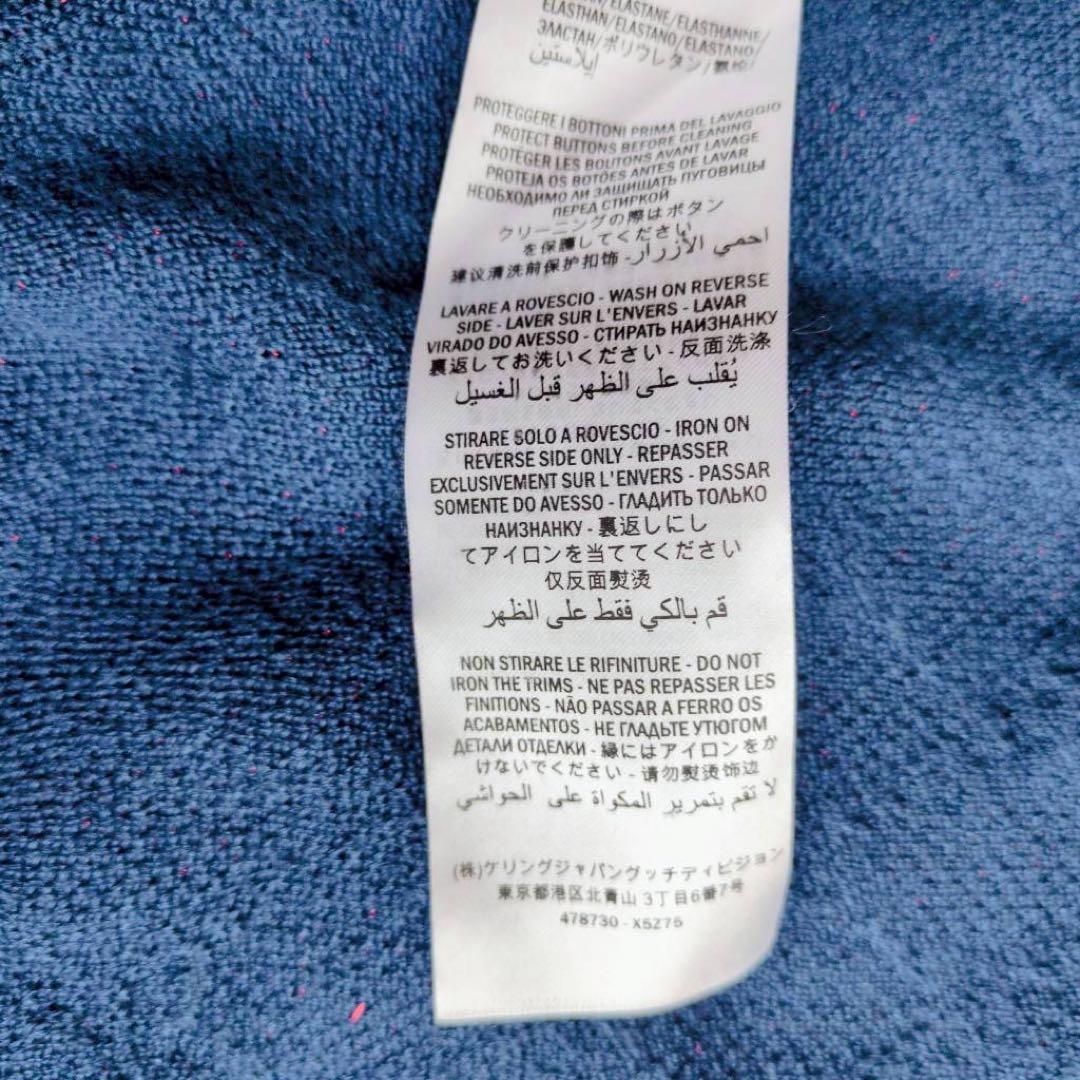 ELASTANE/ELASTHANNE/
ELASTHAN/ELASTANO/ELASTANO/
ЭЛАСТАН/ポリウレタン/氨纶/
إيلاستين
PROTEGGERE I BOTTONI PRIMA DEL LAVAGGIO
PROTECT BUTTONS BEFORE CLEANING
PROTÉGER LES BOUTONS AVANT LAVAGE
PROTEJA OS BOTÕES ANTES DE LAVAR
НЕОБХОДИМО ЛИ ЗАЩИЩАТЬ ПУГОВИЦЫ
ПЕРЕД СТИРКОЙ
クリーニングの際はボタン
を保護してください
建议清洗前保护扣饰 - احمي الأزرار
LAVARE A ROVESCIO - WASH ON REVERSE
SIDE - LAVER SUR L'ENVERS - LAVAR
VIRADO DO AVESSO - СТИРАТЬ НАИЗНАНКУ
裏返してお洗いください - 反面洗涤
يُقلب على الظهر قبل الغسيل
STIRARE SOLO A ROVESCIO - IRON ON
REVERSE SIDE ONLY - REPASSER
EXCLUSIVEMENT SUR L'ENVERS - PASSAR
SOMENTE DO AVESSO - ГЛАДИТЬ ТОЛЬКО
НАИЗНАНКУ - 裏返しにし
てアイロンを当ててください
仅反面熨烫
قم بالكي فقط على الظهر
NON STIRARE LE RIFINITURE - DO NOT
IRON THE TRIMS - NE PAS REPASSER LES
FINITIONS - NÃO PASSAR A FERRO OS
ACABAMENTOS - НЕ ГЛАДЬТЕ УТЮГОМ
ДЕТАЛИ ОТДЕЛКИ - 縁にはアイロンをか
けないでください - 请勿熨烫饰边
لا تقم بتمرير المكواة على الحواشي
(株)ケリングジャパングッチディビジョン
東京都港区北青山 3丁目6番7号
478730 - X5275